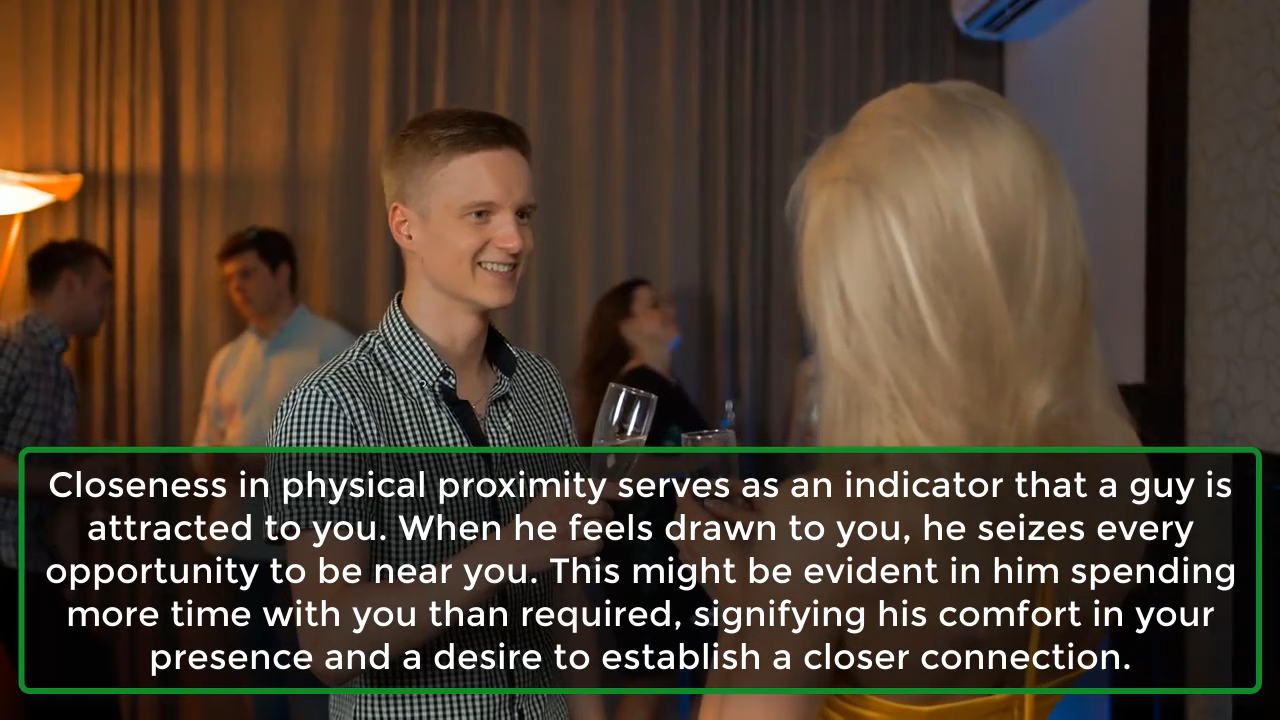 Closeness in physical proximity serves as an indicator that a guy is
attracted to you. When he feels drawn to you, he seizes every
opportunity to be near you. This might be evident in him spending
more time with you than required, signifying his comfort in your
presence and a desire to establish a closer connection.